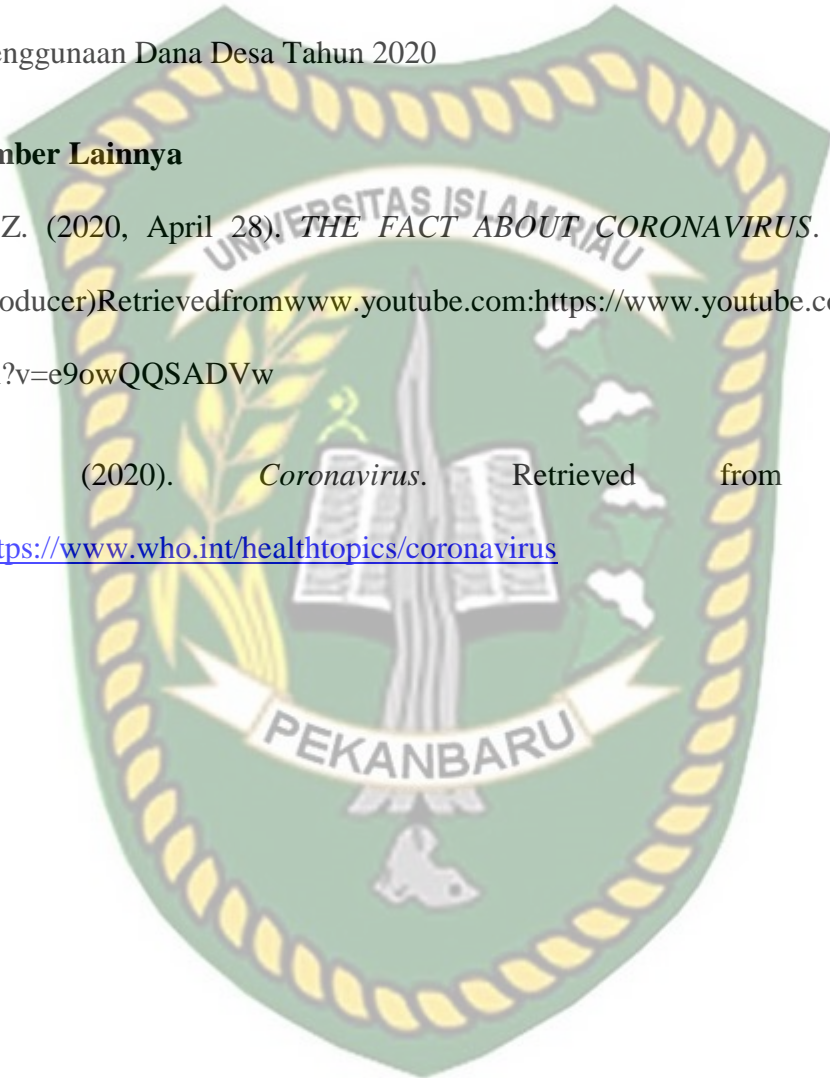 enggunaan Dana Desa Tahun 2020
mber Lainnya
UNIVERSITAS ISLAM RIAU
Z. (2020, April 28). THE FACT ABOUT CORONAVIRUS.
oducer)Retrievedfromwww.youtube.com:https://www.youtube.co
?v=e9owQQSADVw
(2020). Coronavirus. Retrieved from
tps://www.who.int/healthtopics/coronavirus
PEKANBARU